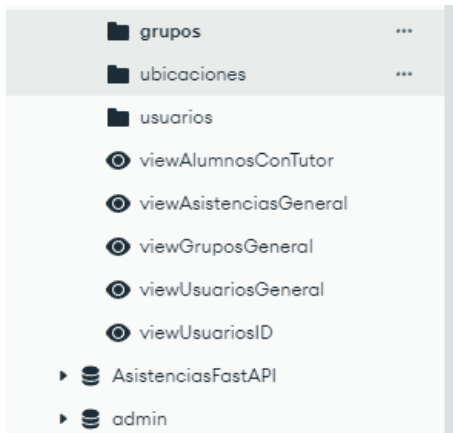 grupos ...
ubicaciones ...
usuarios
viewAlumnosConTutor
viewAsistenciasGeneral
viewGruposGeneral
viewUsuariosGeneral
viewUsuariosID
AsistenciasFastAPI
admin